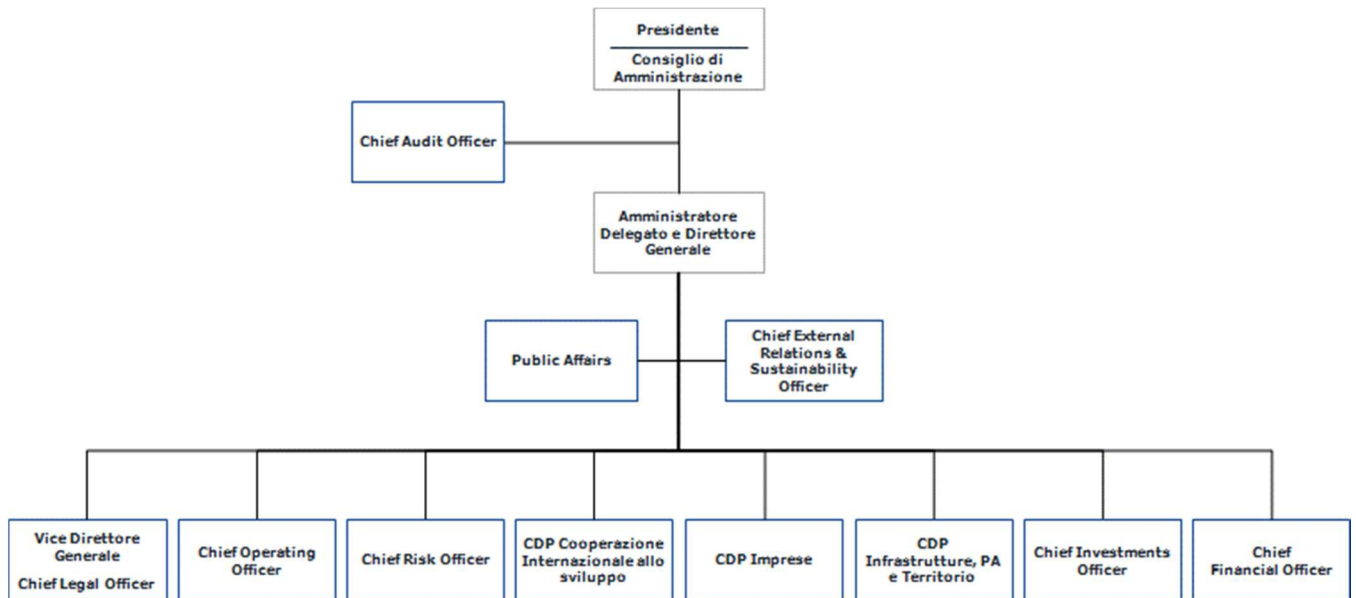 Presidente
Consiglio di
Amministrazione
Chief Audit Officer
Amministratore
Delegato e Direttore
Generale
Public Affairs
Chief External
Relations &
Sustainability
Officer
Vice Direttore
Generale
Chief Legal Officer
Chief Operating
Officer
Chief Risk Officer
CDP Cooperazione
Internazionale allo
sviluppo
CDP Imprese
CDP
Infrastrutture, PA
e Territorio
Chief Investments
Officer
Chief
Financial Officer